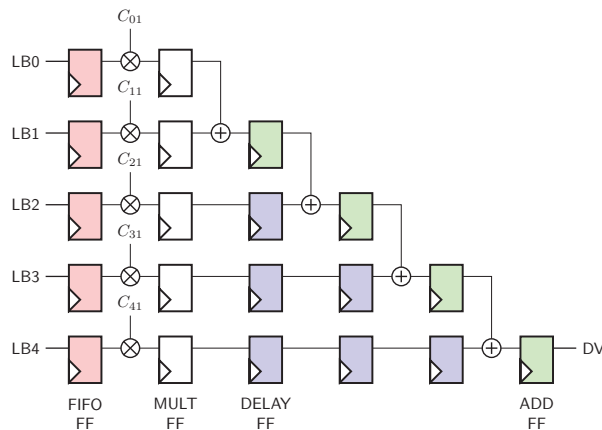 C01
LB0
C11
LB1
C21
LB2
C31
LB3
C41
LB4
DV
FIFO
FF
MULT
FF
DELAY
FF
ADD
FF